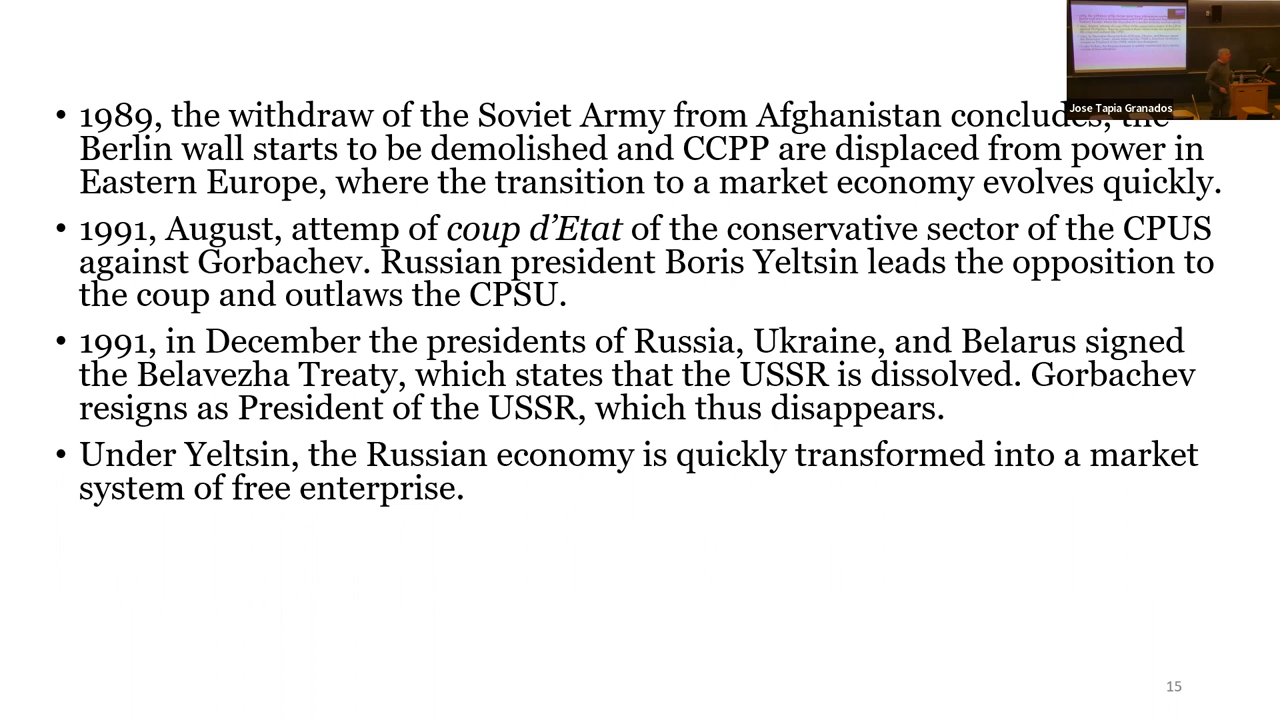 • 1989, the withdraw of the Soviet Army from Afghanistan concludes, the
Berlin wall starts to be demolished and CCPP are displaced from power in
Eastern Europe, where the transition to a market economy evolves quickly.
• 1991, August, attemp of coup d’Etat of the conservative sector of the CPUS
against Gorbachev. Russian president Boris Yeltsin leads the opposition to
the coup and outlaws the CPSU.
• 1991, in December the presidents of Russia, Ukraine, and Belarus signed
the Belavezha Treaty, which states that the USSR is dissolved. Gorbachev
resigns as President of the USSR, which thus disappears.
• Under Yeltsin, the Russian economy is quickly transformed into a market
system of free enterprise.
Jose Tapia Granados
15